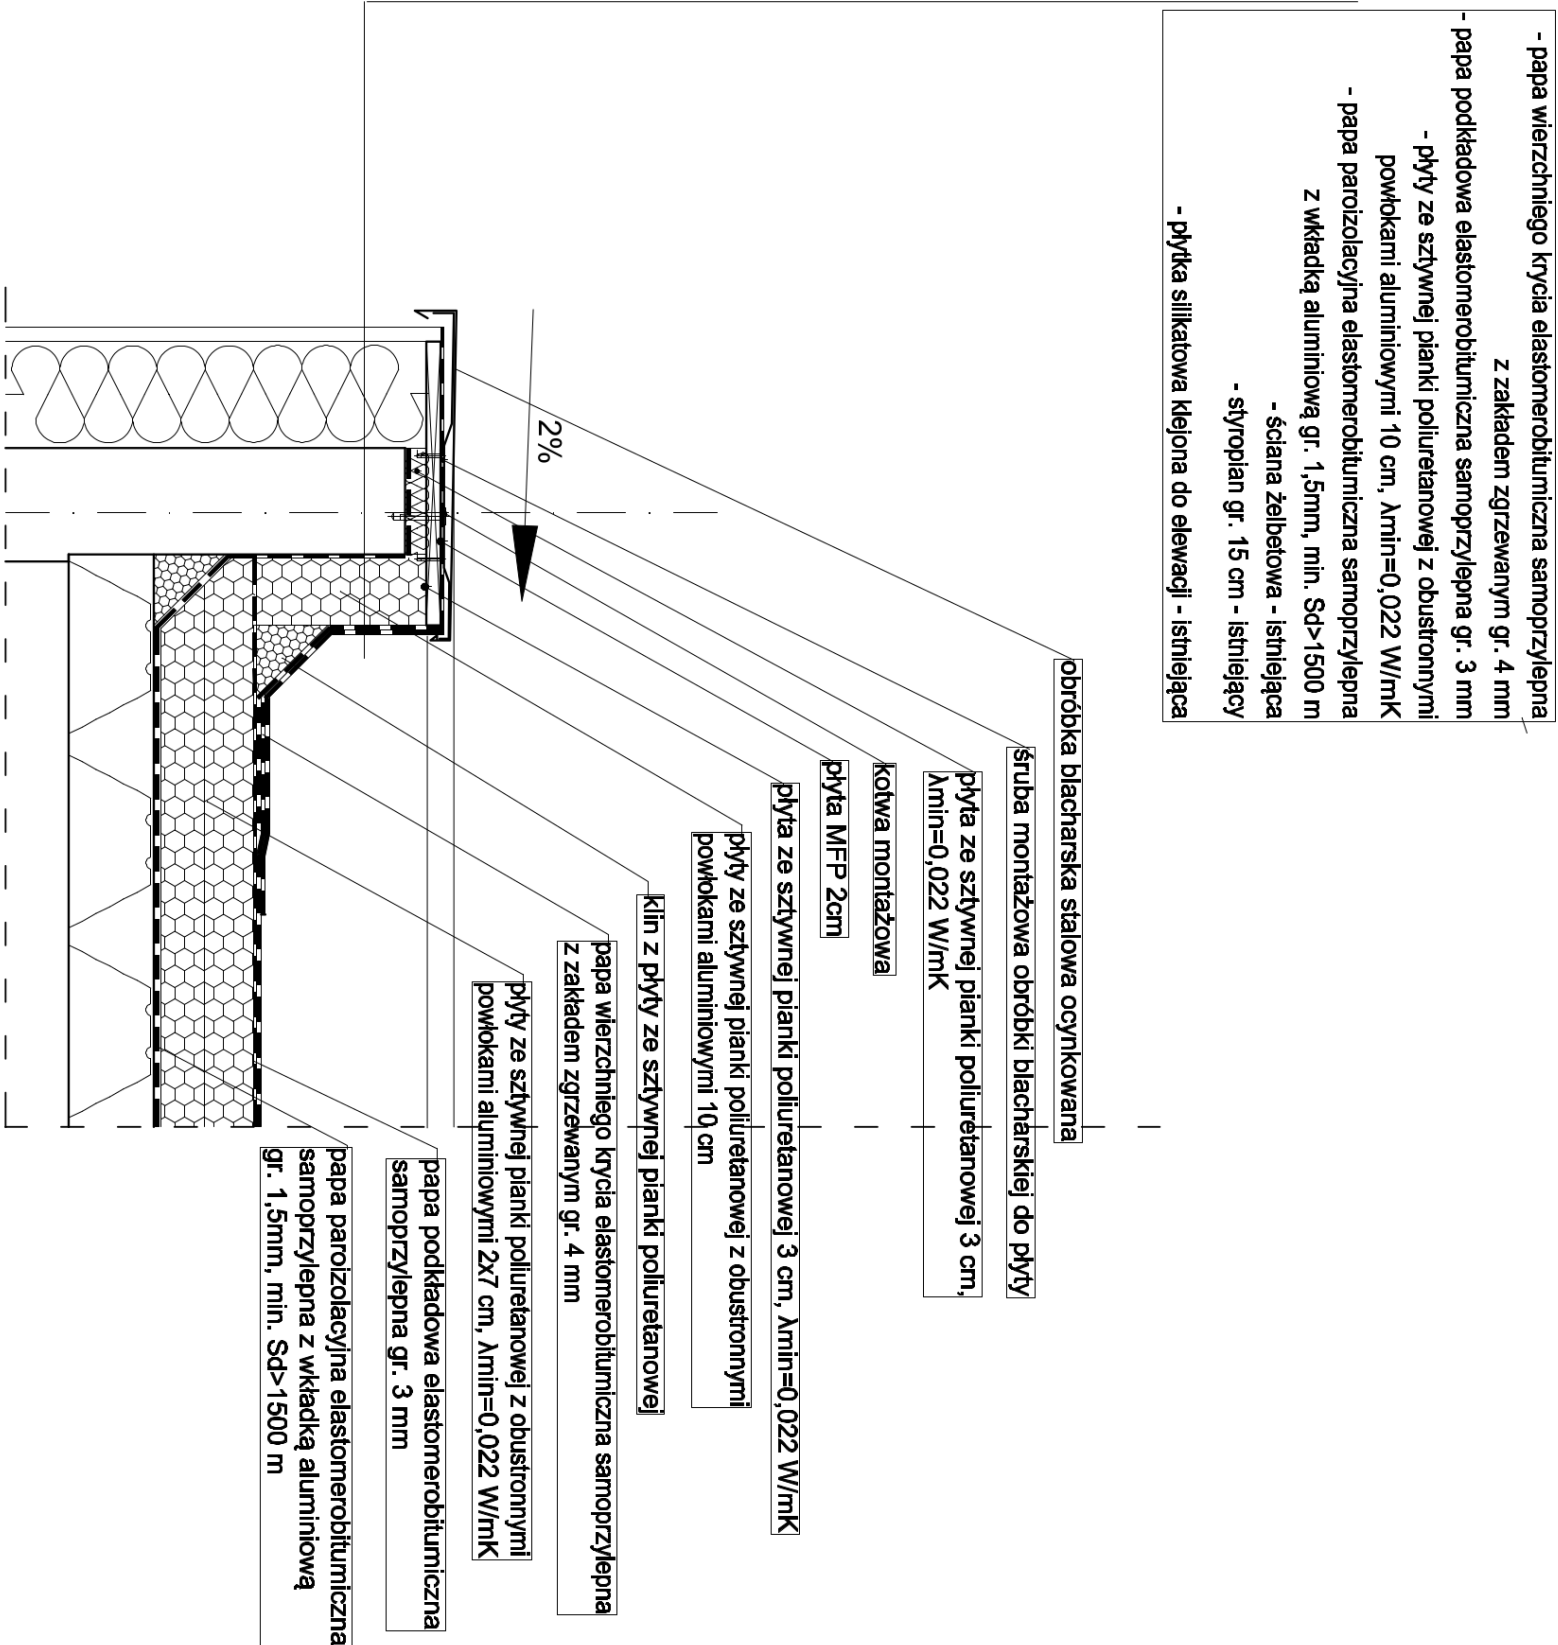 - papa wierzchniego krycia elastomerobitumiczna samoprzylepna
z zakładem zgrzewanym gr. 4 mm
- papa podkładowa elastomerobitumiczna samoprzylepna gr. 3 mm
- płyty ze sztywnej pianki poliuretanowej z obustronnymi
powłokami aluminiowymi 10 cm, λmin=0,022 W/mK
- papa paroizolacyjna elastomerobitumiczna samoprzylepna
z wkładką aluminiową gr. 1,5mm, min. Sd>1500 m
- ściana żelbetowa - istniejąca
- styropian gr. 15 cm - istniejący
- płytka silikatowa klejona do elewacji - istniejąca
obróbka blacharska stalowa ocynkowana
śruba montażowa obróbki blacharskiej do płyty
płyta ze sztywnej pianki poliuretanowej 3 cm,
λmin=0,022 W/mK
kotwa montażowa
płyta MFP 2cm
płyta ze sztywnej pianki poliuretanowej 3 cm, λmin=0,022 W/mK
płyty ze sztywnej pianki poliuretanowej z obustronnymi
powłokami aluminiowymi 10 cm
klin z płyty ze sztywnej pianki poliuretanowej
papa wierzchniego krycia elastomerobitumiczna samoprzylepna
z zakładem zgrzewanym gr. 4 mm
płyty ze sztywnej pianki poliuretanowej z obustronnymi
powłokami aluminiowymi 2x7 cm, λmin=0,022 W/mK
papa podkładowa elastomerobitumiczna
samoprzylepna gr. 3 mm
papa paroizolacyjna elastomerobitumiczna
samoprzylepna z wkładką aluminiową
gr. 1,5mm, min. Sd>1500 m
2%